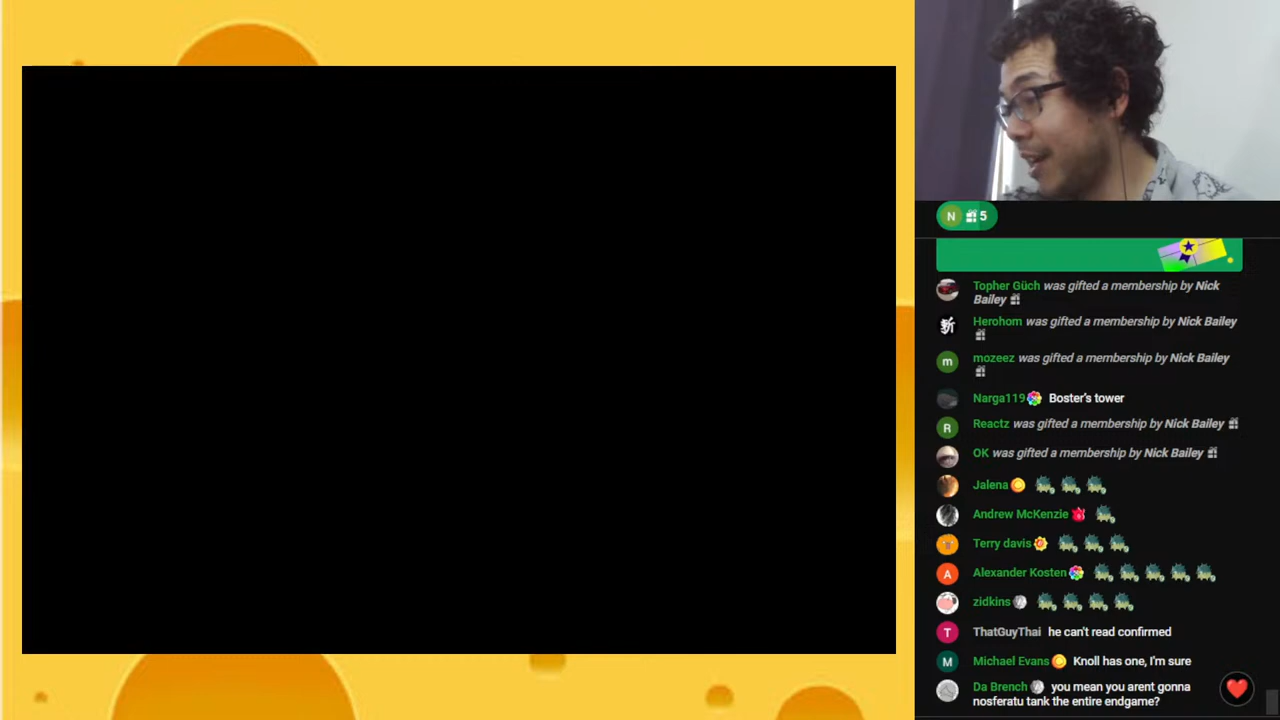 N 5
Topher Güch was gifted a membership by Nick
Bailey
Herohom was gifted a membership by Nick Bailey
mozeez was gifted a membership by Nick Bailey
Narga119 Boster's tower
Reactz was gifted a membership by Nick Bailey
OK was gifted a membership by Nick Bailey
Jalena
Andrew McKenzie
Terry davis
Alexander Kosten
zidkins
ThatGuyThai he can't read confirmed
Michael Evans Knoll has one, I'm sure
Da Brench you mean you arent gonna
nosferatu tank the entire endgame?